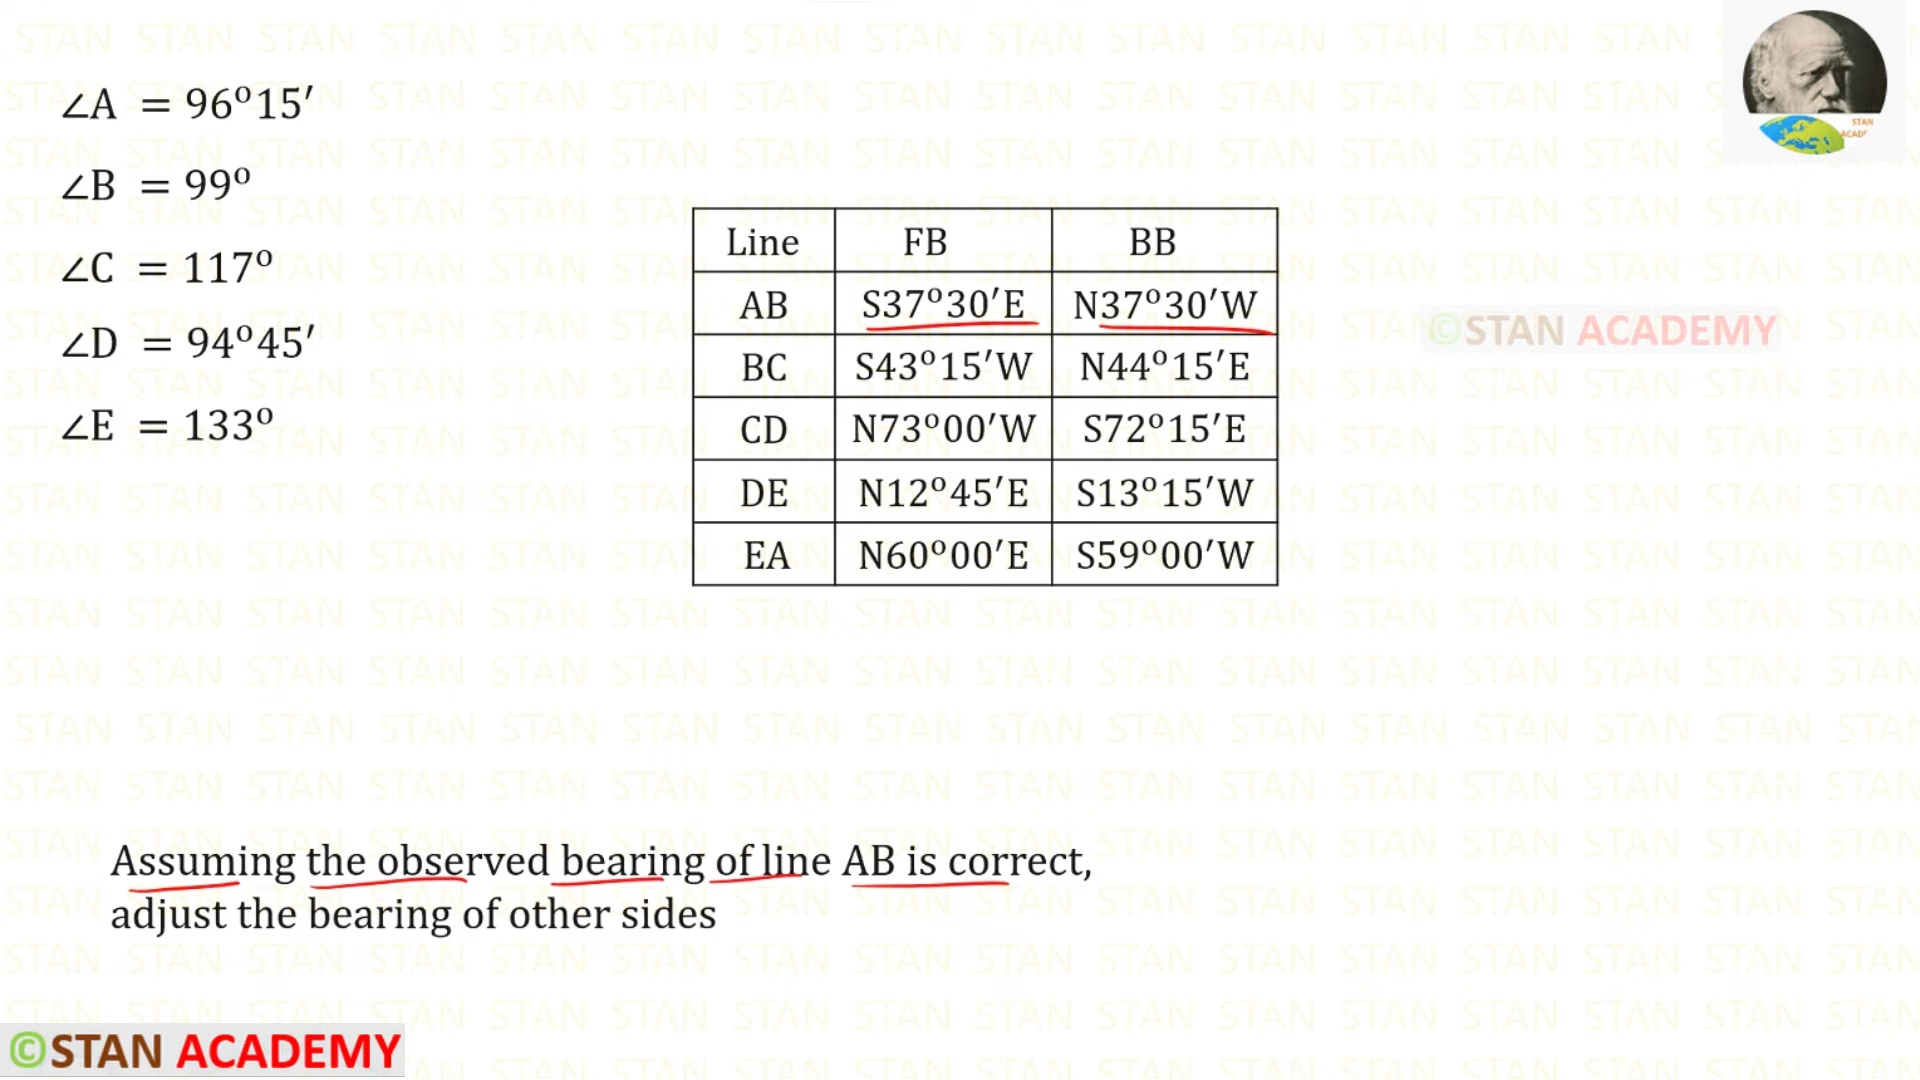 ∠A = 96°15′
∠B = 99°
∠C = 117°
∠D = 94°45′
∠E = 133°
Line FB BB
AB S37°30′E N37°30′W
BC S43°15′W N44°15′E
CD N73°00′W S72°15′E
DE N12°45′E S13°15′W
EA N60°00′E S59°00′W
©STAN ACADEMY
Assuming the observed bearing of line AB is correct,
adjust the bearing of other sides
©STAN ACADEMY